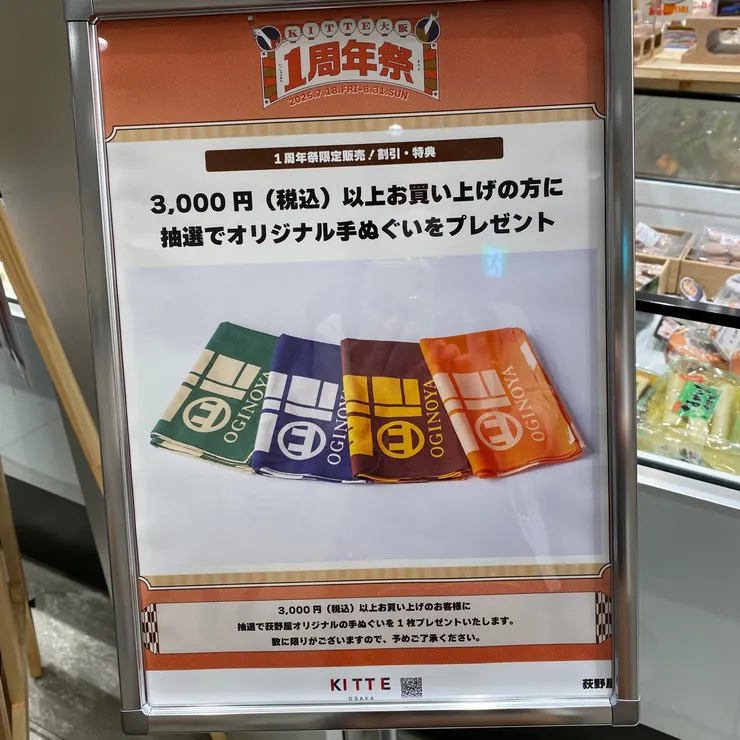 KITTE大阪
1周年祭
2025.7.18.FRI-8.31.SUN
1周年祭限定販売！割引・特典
3,000円（税込）以上お買い上げの方に
抽選でオリジナル手ぬぐいをプレゼント
OGINOYA
OGINOYA
OGINOYA
OGINOYA
3,000円（税込）以上お買い上げのお客様に
抽選で荻野屋オリジナルの手ぬぐいを1枚プレゼントいたします。
数に限りがございますので、予めご了承ください。
KITTE
OSAKA
荻野屋